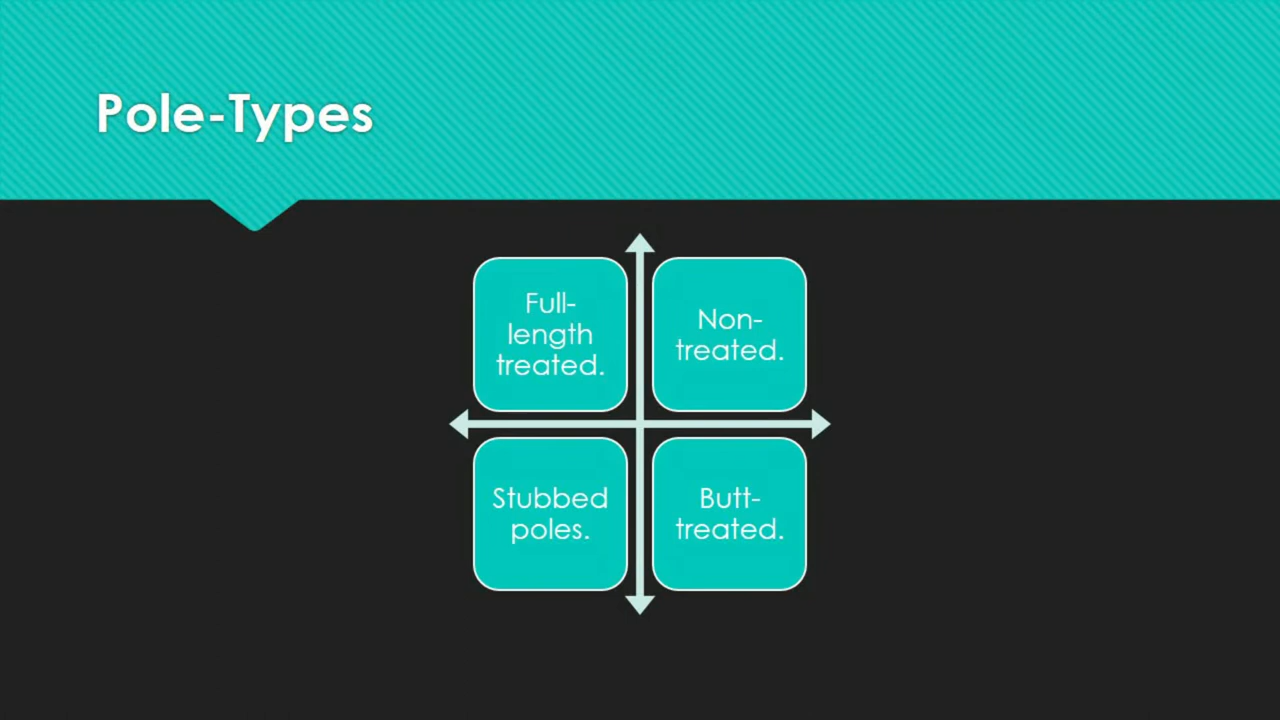 Pole-Types
Full-
length
treated.
Non-
treated.
Stubbed
poles.
Butt-
treated.